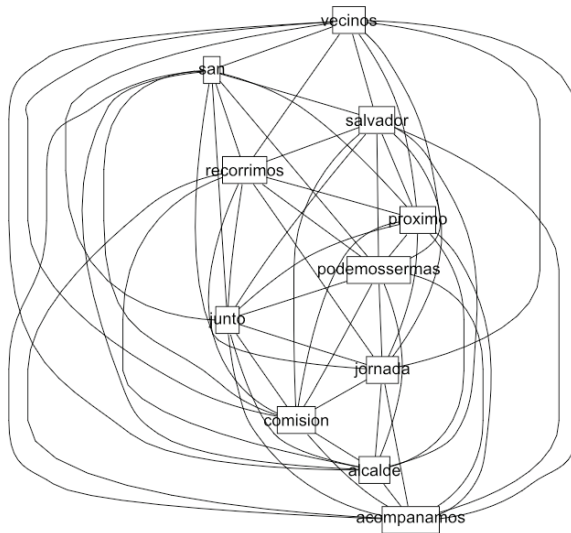 vecinos
san
salvador
recorrimos
proximo
podemossermas
junto
jornada
comision
alcalde
acompanamos